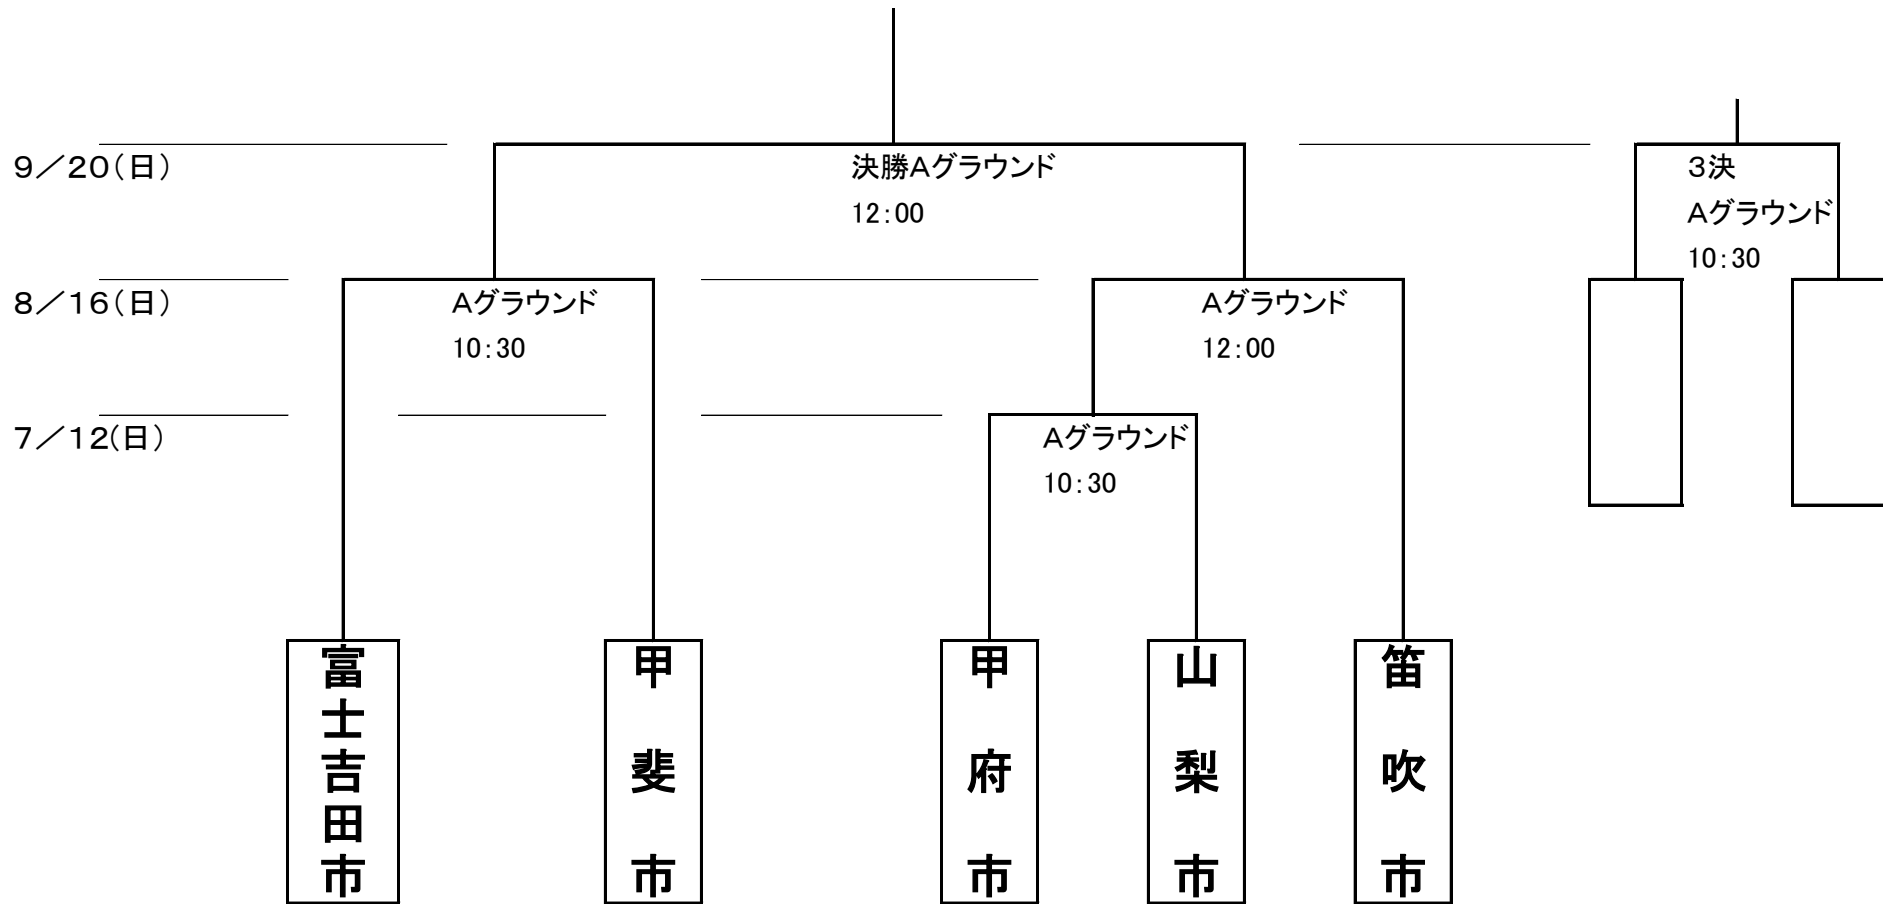 9／20（日）
決勝Aグラウンド
12：00
3決
Aグラウンド
10：30
8／16（日）
Aグラウンド
10：30
Aグラウンド
12：00
7／12(日)
Aグラウンド
10：30
富士吉田市
甲斐市
甲府市
山梨市
笛吹市